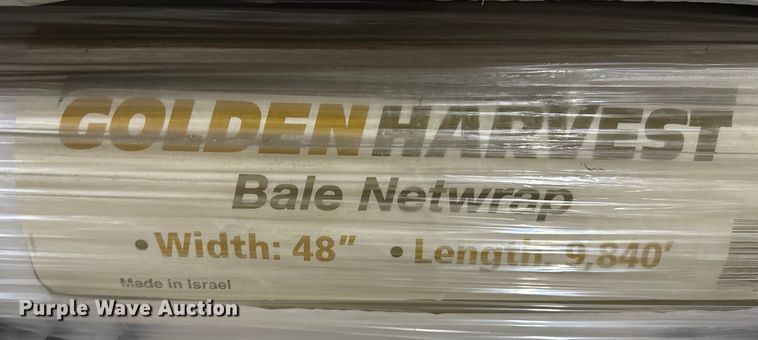 GOLDEN HARVEST
Bale Netwrap
• Width: 48" • Length: 9,840'
Made in Israel
Purple Wave Auction